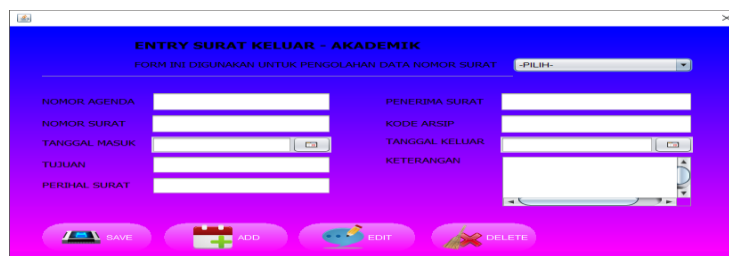 ENTRY SURAT KELUAR - AKADEMIK
FORM INI DIGUNAKAN UNTUK PENGOLAHAN DATA NOMOR SURAT -PILIH-
NOMOR AGENDA PENERIMA SURAT
NOMOR SURAT KODE ARSIP
TANGGAL MASUK TANGGAL KELUAR
TUJUAN KETERANGAN
PERIHAL SURAT
SAVE ADD EDIT DELETE